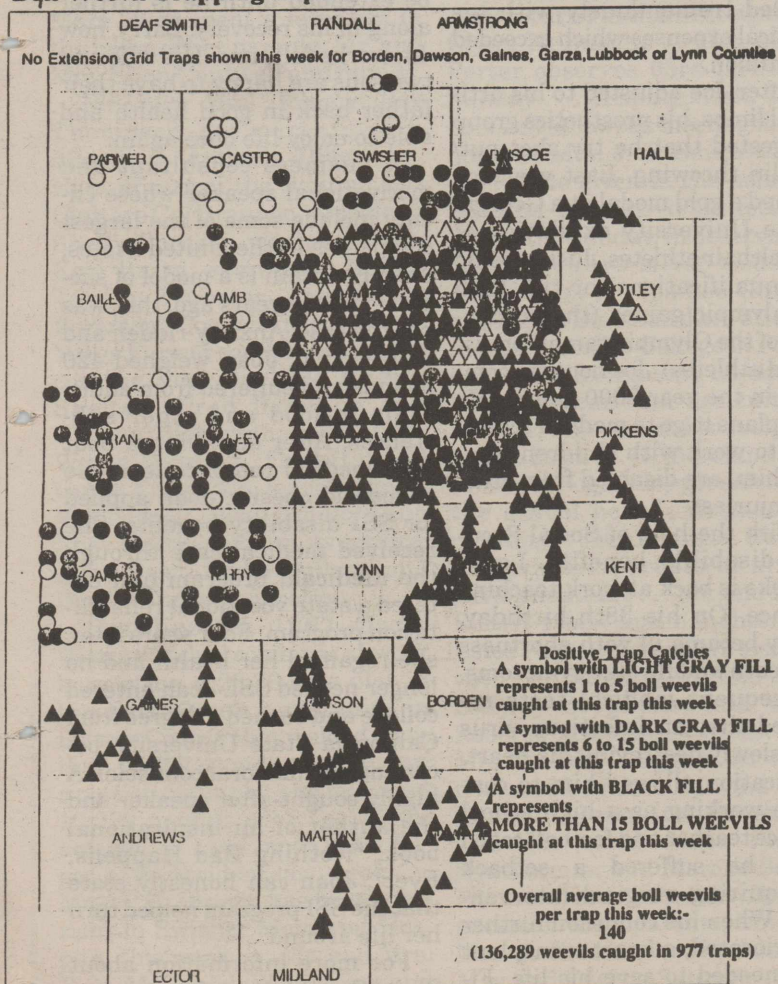 DEAF SMITH RANDALL ARMSTRONG
No Extension Grid Traps shown this week for Borden, Dawson, Gaines, Garza,Lubbock or Lynn Counties
PARMER CASTRO SWISHER HALL
LAMB
DICKENS
LYNN KENT
Positive Trap Catches
A symbol with LIGHT GRAY FILL
represents 1 to 5 boll weevils
caught at this trap this week
GAINES BORDEN
A symbol with DARK GRAY FILL
represents 6 to 15 boll weevils
caught at this trap this week
A symbol with BLACK FILL
represents
MORE THAN 15 BOLL WEEVILS
caught at this trap this week
ANDREWS MARTIN
Overall average boll weevils
per trap this week:-
140
(136,289 weevils caught in 977 traps)
ECTOR MIDLAND